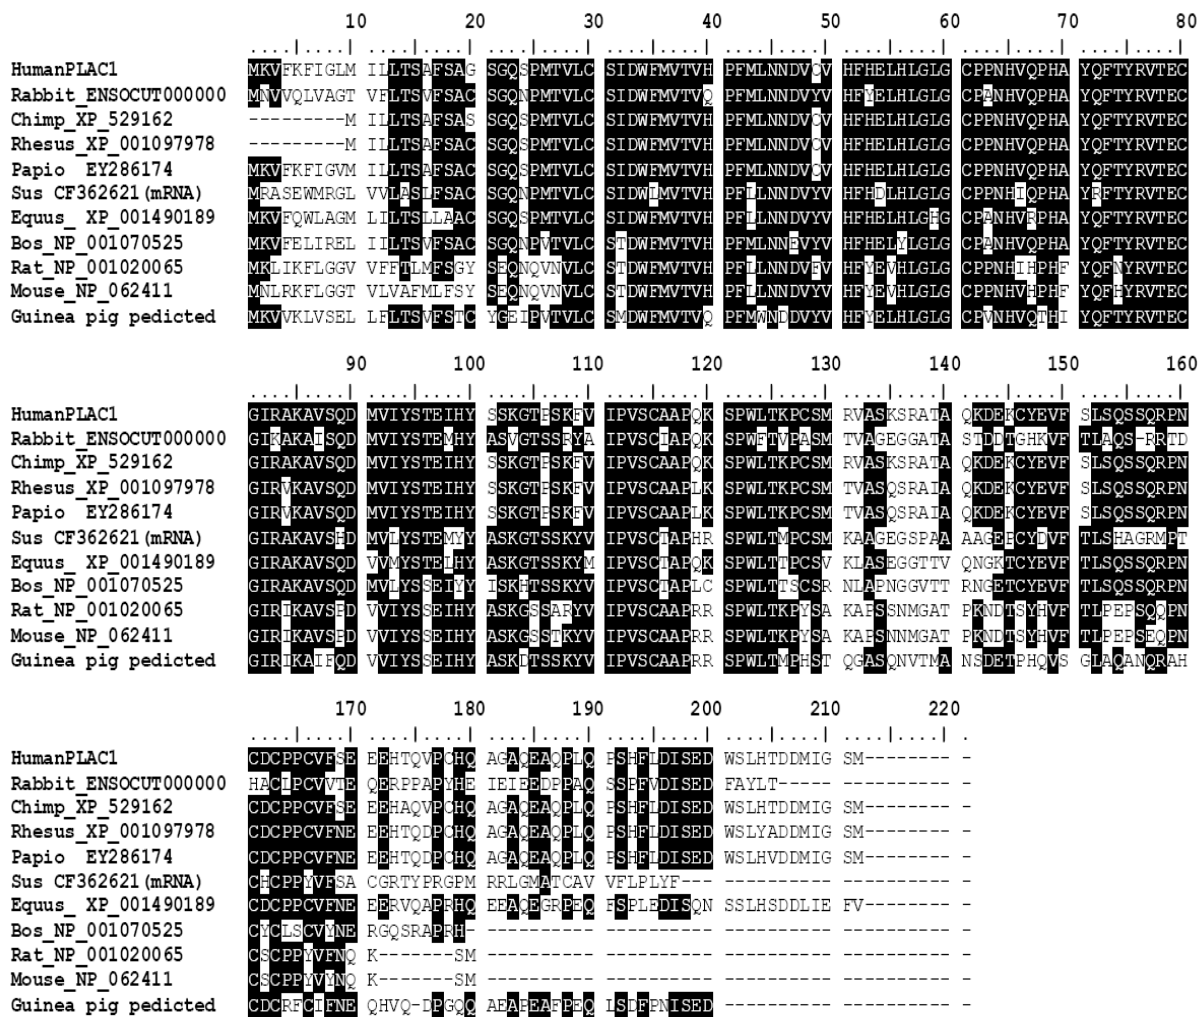 10 20 30 40 50 60 70 80
HumanPLAC1 MKVFKFIGLM ILLTSAFSAG SGQSPMTVLC SIDWFMVTVH PFMLNNDVCV HFHELHLGLG CPPNHVQPHA YQFTYRVTEC
Rabbit_ENSOCUT000000 MNVVQLVAGT VFLTSVFSAC SGQNPMTVLC SIDWFMVTVQ PFMLNNDVYV HFYELHLGLG CPANHVQPHA YQFTYRVTEC
Chimp_XP_529162 ---------M ILLTSAFSAS SGQSPMTVLC SIDWFMVTVH PFMLNNDVCV HFHELHLGLG CPPNHVQPHA YQFTYRVTEC
Rhesus_XP_001097978 ---------M ILLTSAFSAG SGQSPMTVLC SIDWFMVTVH PFMLNNDVCV HFHELHLGLG CPPNHVQPHA YQFTYRVTEC
Papio EY286174 MKVFKFIGVM ILLTSAFSAG SGQSPMTVLC SIDWFMVTVH PFMLNNDVCV HFHELHLGLG CPPNHVQPHA YQFTYRVTEC
Sus CF362621(mRNA) MRASEWMRGL VVLASLFSAC SGQNPMTVLC SIDWLMVTVH PFLLNNDVYV HFHDLHLGLG CPPNHIQPHA YRFTYRVTEC
Equus_ XP_001490189 MKVFQWLAGM LILTSLLAAC SGQNPMTVLC SIDWFMVTVH PFLLNNDVYV HFHELHLGHG CPANHVRPHA YQFTYRVTEC
Bos_NP_001070525 MKVFELIREL IILTSVFSAC SGQNPVTVLC STDWFMVTVH PFMLNNEVYV HFHELYLGLG CPANHVQPHA YQFTYRVTEC
Rat_NP_001020065 MKLIKFLGGV VFFTLMFSGY SEQNQVNVLC STDWFMVTVH PFLLNNDVFV HFYEVHLGLG CPPNHIHPHF YQFNYRVTEC
Mouse_NP_062411 MNLRKFLGGT VLVAFMLFSY SEQNQVNVLC STDWFMVTVH PFLLNNDVYV HFYEVHLGLG CPPNHVHPHF YQFHYRVTEC
Guinea pig pedicted MKVVKLVSEL LFLTSVFSTC YGEIPVTVLC SMDWFMVTVQ PFMWNDDVYV HFYELHLGLG CPVNHVQTHI YQFTYRVTEC
90 100 110 120 130 140 150 160
HumanPLAC1 GIRAKAVSQD MVIYSTEIHY SSKGTPSKFV IPVSCAAPQK SPWLTKPCSM RVASKSRATA QKDEKCYEVF SLSQSSQRPN
Rabbit_ENSOCUT000000 GIKAKAISQD MVIYSTEMHY ASVGTSSRYA IPVSCIAPQK SPWFTVPASM TVAGEGGATA STDDTGHKVF TLAQS-RRTD
Chimp_XP_529162 GIRAKAVSQD MVIYSTEIHY SSKGTPSKFV IPVSCAAPQK SPWLTKPCSM RVASKSRATA QKDEKCYEVF SLSQSSQRPN
Rhesus_XP_001097978 GIRVKAVSQD MVIYSTEIHY SSKGTPSKFV IPVSCAAPLK SPWLTKPCSM TVASQSRAIA QKDEKCYEVF SLSQSSQRPN
Papio EY286174 GIRVKAVSQD MVIYSTEIHY SSKGTPSKFV IPVSCAAPLK SPWLTKPCSM TVASQSRAIA QKDEKCYEVF SLSQSSQRPN
Sus CF362621(mRNA) GIRAKAVSHD MVLYSTEMYY ASKGTSSKYV IPVSCTAPHR SPWLTMPCSM KAAGEGSPAA AAGEPCYDVF TLSHAGRMPT
Equus_ XP_001490189 GIRAKAVSQD VVMYSTELHY ASKGTSSKYM IPVSCTAPQK SPWLTTPCSV KLASEGGTTV QNGKTCYEVF TLSQSSQRPN
Bos_NP_001070525 GIRAKAVSQD MVLYSSEIYY ISKHTSSKYV IPVSCTAPLC SPWLTTSCSR NLAPNGGVTT RNGETCYEVF TLSQSSQRPN
Rat_NP_001020065 GIRIKAVSPD VVIYSSEIHY ASKGSSARYV IPVSCAAPRR SPWLTKPYSA KAPSSNMGAT PKNDTSYHVF TLPEPSQQPN
Mouse_NP_062411 GIRIKAVSPD VVIYSSEIHY ASKGSSTKYV IPVSCAAPRR SPWLTKPYSA KAPSNNMGAT PKNDTSYHVF TLPEPSEQPN
Guinea pig pedicted GIRIKAIFQD VVIYSSEIHY ASKDTSSKYV IPVSCAAPRR SPWLTMPHST QGASQNVTMA NSDETPHQVS GLAQANQRAH
170 180 190 200 210 220
HumanPLAC1 CDCPPCVFSE EEHTQVPCHQ AGAQEAQPLQ PSHFLDISED WSLHTDDMIG SM-------- -
Rabbit_ENSOCUT000000 HACLPCVVTE QERPPAPYHE IEIEEDPPAQ SSPFVDISED FAYLT----- ---------- -
Chimp_XP_529162 CDCPPCVFSE EEHAQVPCHQ AGAQEAQPLQ PSHFLDISED WSLHTDDMIG SM-------- -
Rhesus_XP_001097978 CDCPPCVFNE EEHTQDPCHQ AGAQEAQPLQ PSHFLDISED WSLYADDMIG SM-------- -
Papio EY286174 CDCPPCVFNE EEHTQDPCHQ AGAQEAQPLQ PSHFLDISED WSLHVDDMIG SM-------- -
Sus CF362621(mRNA) CHCPPYVFSA CGRTYPRGPM RRLGMATCAV VFLPLYF--- ---------- ---------- -
Equus_ XP_001490189 CDCPPCVFNE EERVQAPRHQ EEAQEGRPEQ FSPLEDISQN SSLHSDDLIE FV-------- -
Bos_NP_001070525 CYCLSCVYNE RGQSRAPRH- ---------- ---------- ---------- ---------- -
Rat_NP_001020065 CSCPPYVFNQ K-------SM ---------- ---------- ---------- ---------- -
Mouse_NP_062411 CSCPPYVYNQ K-------SM ---------- ---------- ---------- ---------- -
Guinea pig pedicted CDCRFCIFNE QHVQ-DPGQQ AEAPEAFPEQ LSDFPNISED ---------- ---------- -